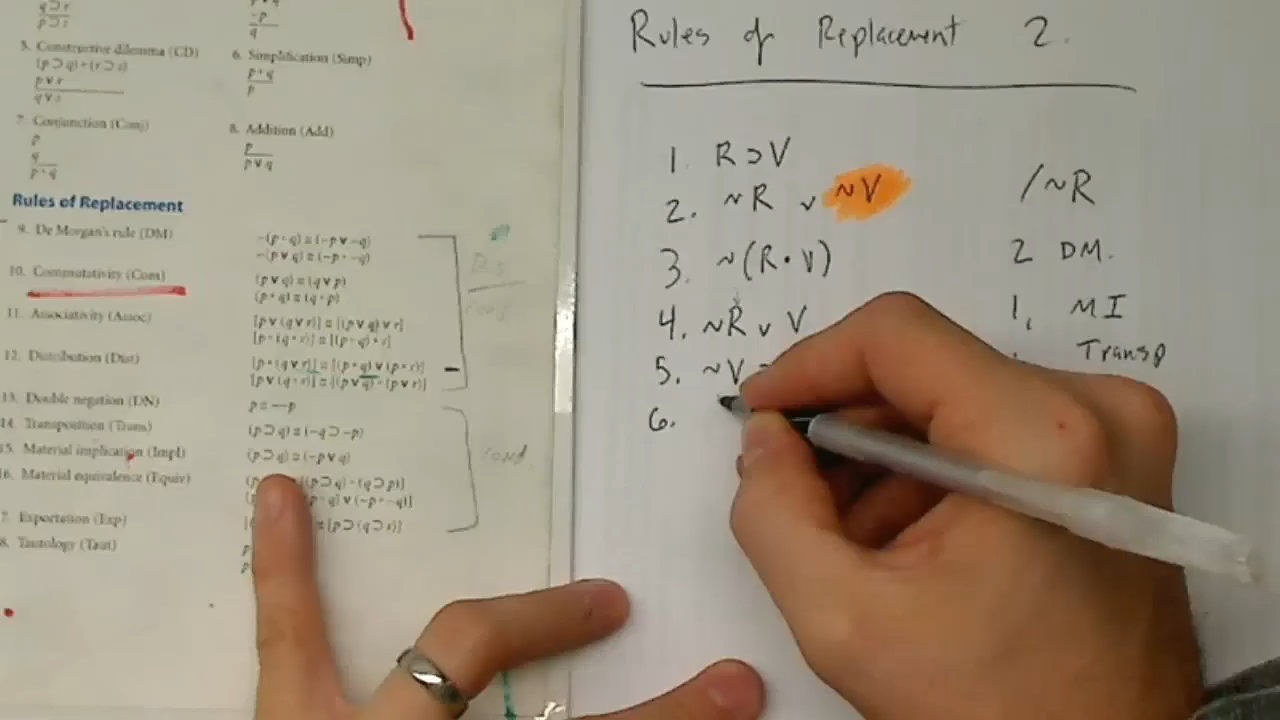 q ⊃ r
p ⊃ r
~p
q
5. Constructive dilemma (CD)
(p ⊃ q) • (r ⊃ s)
p v r
q v s
6. Simplification (Simp)
p • q
p
7. Conjunction (Conj)
p
q
p • q
8. Addition (Add)
p
p v q
Rules of Replacement
9. De Morgan's rule (DM)
~(p • q) ≡ (~p v ~q)
~(p v q) ≡ (~p • ~q)
10. Commutativity (Com)
(p v q) ≡ (q v p)
(p • q) ≡ (q • p)
11. Associativity (Assoc)
[p v (q v r)] ≡ [(p v q) v r]
[p • (q • r)] ≡ [(p • q) • r]
12. Distribution (Dist)
[p • (q v r)] ≡ [(p • q) v (p • r)]
[p v (q • r)] ≡ [(p v q) • (p v r)]
13. Double negation (DN)
p ≡ ~~p
14. Transposition (Trans)
(p ⊃ q) ≡ (~q ⊃ ~p)
15. Material implication (Impl)
(p ⊃ q) ≡ (~p v q)
16. Material equivalence (Equiv)
(p ⊃ q) • (q ⊃ p)]
• q) v (~p • ~q)]
7. Exportation (Exp)
≡ [p ⊃ (q ⊃ r)]
8. Tautology (Taut)
p
p
cond.
Rules of Replacement 2.
1. R ⊃ V
2. ~R v ~V /~R
3. ~(R • V) 2 DM.
4. ~R v V 1, MI
5. ~V Transp
6.